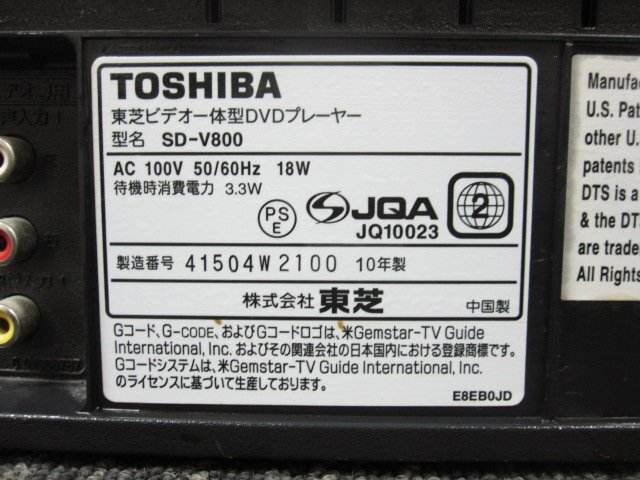 TOSHIBA
東芝ビデオ一体型DVDプレーヤー
型名 SD-V800
AC 100V 50/60Hz 18W
待機時消費電力 3.3W
PS
E
JQA
JQ10023
2
製造番号 41504W2100 10年製
株式会社 東芝 中国製
Gコード、G-CODE、およびGコードロゴは、米Gemstar-TV Guide
International, Inc. およびその関連会社の日本国内における登録商標です。
Gコードシステムは、米Gemstar-TV Guide International, Inc.
のライセンスに基づいて生産しております。
E8EB0JD
Manufac
U.S. Pate
other U.
patents
DTS is a
& the DT
are trade
All Rights